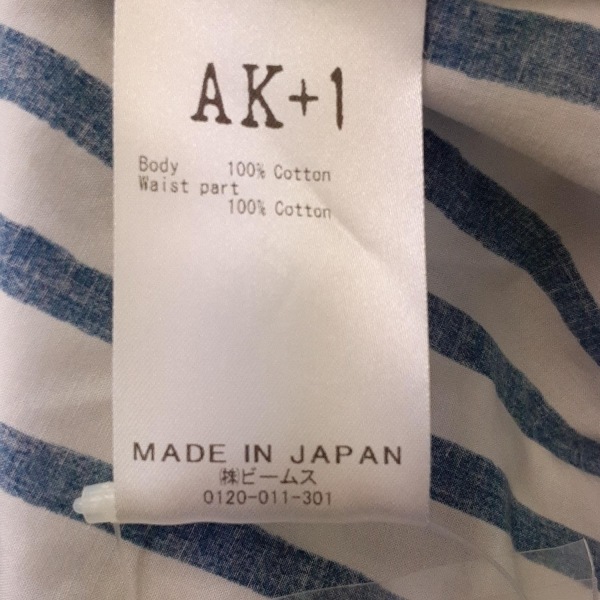 AK+1
Body 100% Cotton
Waist part
100% Cotton
MADE IN JAPAN
㈱ビームス
0120-011-301